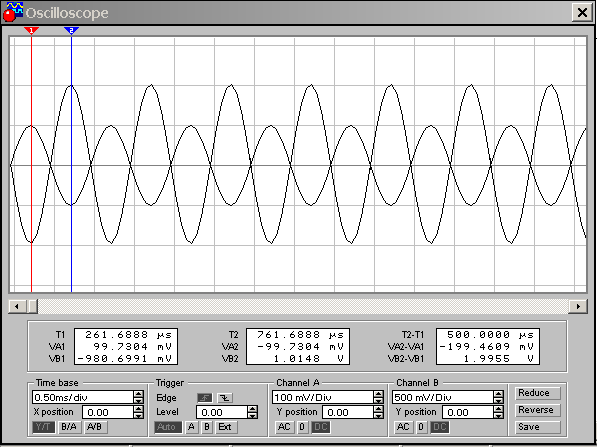 Oscilloscope
1 2
T1 261.6888 µs T2 761.6888 µs T2-T1 500.0000 µs
VA1 99.7304 mV VA2 -99.7304 mV VA2-VA1 -199.4609 mV
VB1 -980.6991 mV VB2 1.0148 V VB2-VB1 1.9955 V
Time base Trigger Channel A Channel B
0.50ms/div Edge 100 mV/Div 500 mV/Div Reduce
X position 0.00 Level 0.00 Y position 0.00 Y position 0.00 Reverse
Y/T B/A A/B Auto A B Ext AC 0 DC AC 0 DC Save